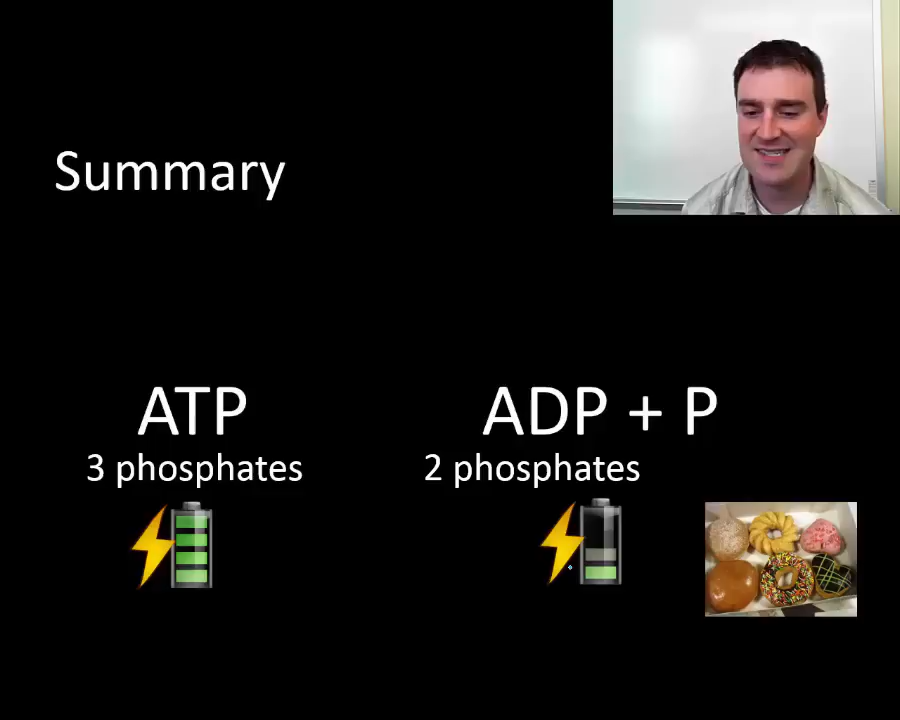 Summary
ATP
ADP + P
3 phosphates
2 phosphates